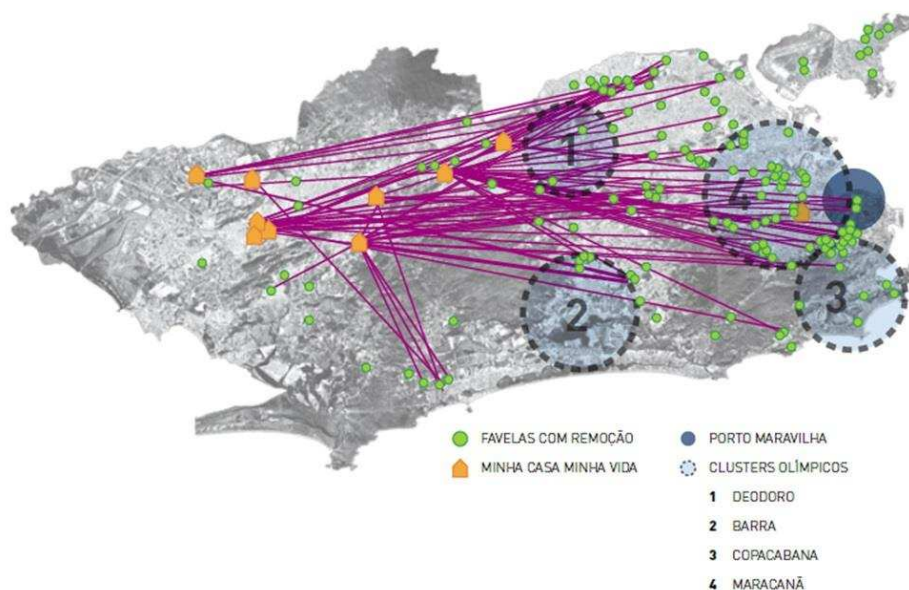 1
4
2
3
FAVELAS COM REMOÇÃO
MINHA CASA MINHA VIDA
PORTO MARAVILHA
CLUSTERS OLÍMPICOS
1 DEODORO
2 BARRA
3 COPACABANA
4 MARACANÃ